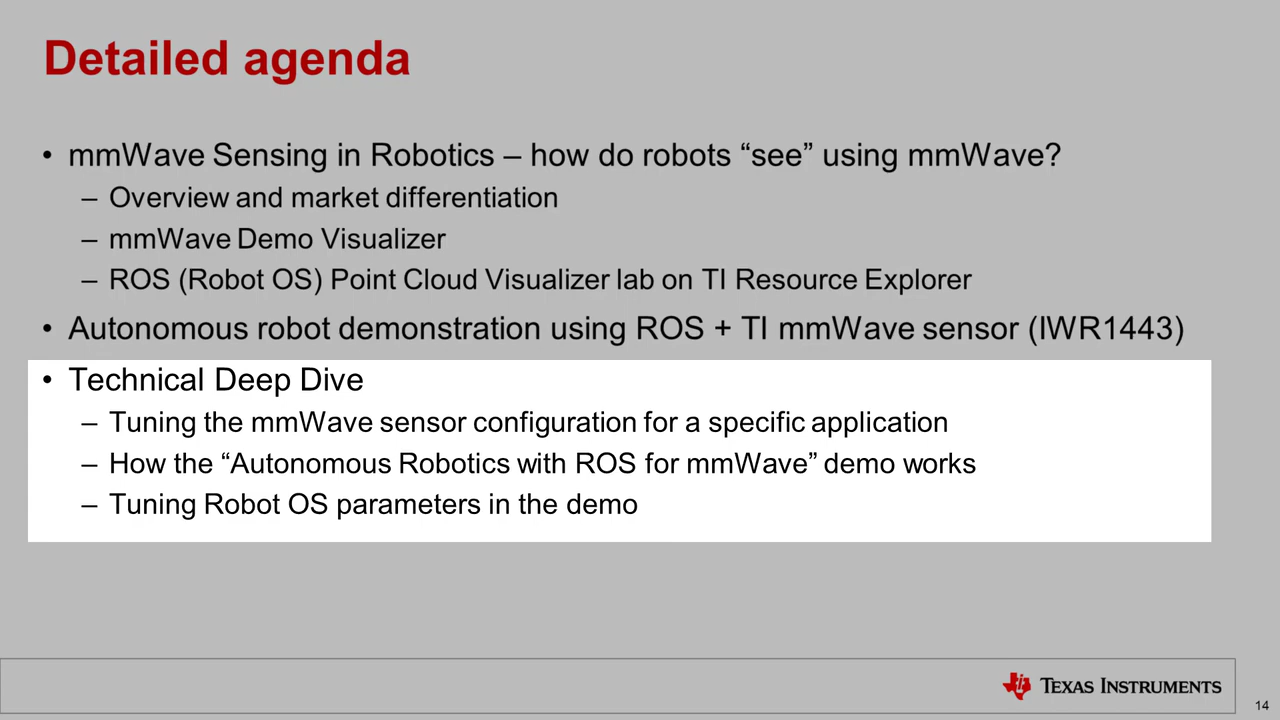 Detailed agenda
• mmWave Sensing in Robotics – how do robots “see” using mmWave?
– Overview and market differentiation
– mmWave Demo Visualizer
– ROS (Robot OS) Point Cloud Visualizer lab on TI Resource Explorer
• Autonomous robot demonstration using ROS + TI mmWave sensor (IWR1443)
• Technical Deep Dive
– Tuning the mmWave sensor configuration for a specific application
– How the “Autonomous Robotics with ROS for mmWave” demo works
– Tuning Robot OS parameters in the demo
TEXAS INSTRUMENTS
14